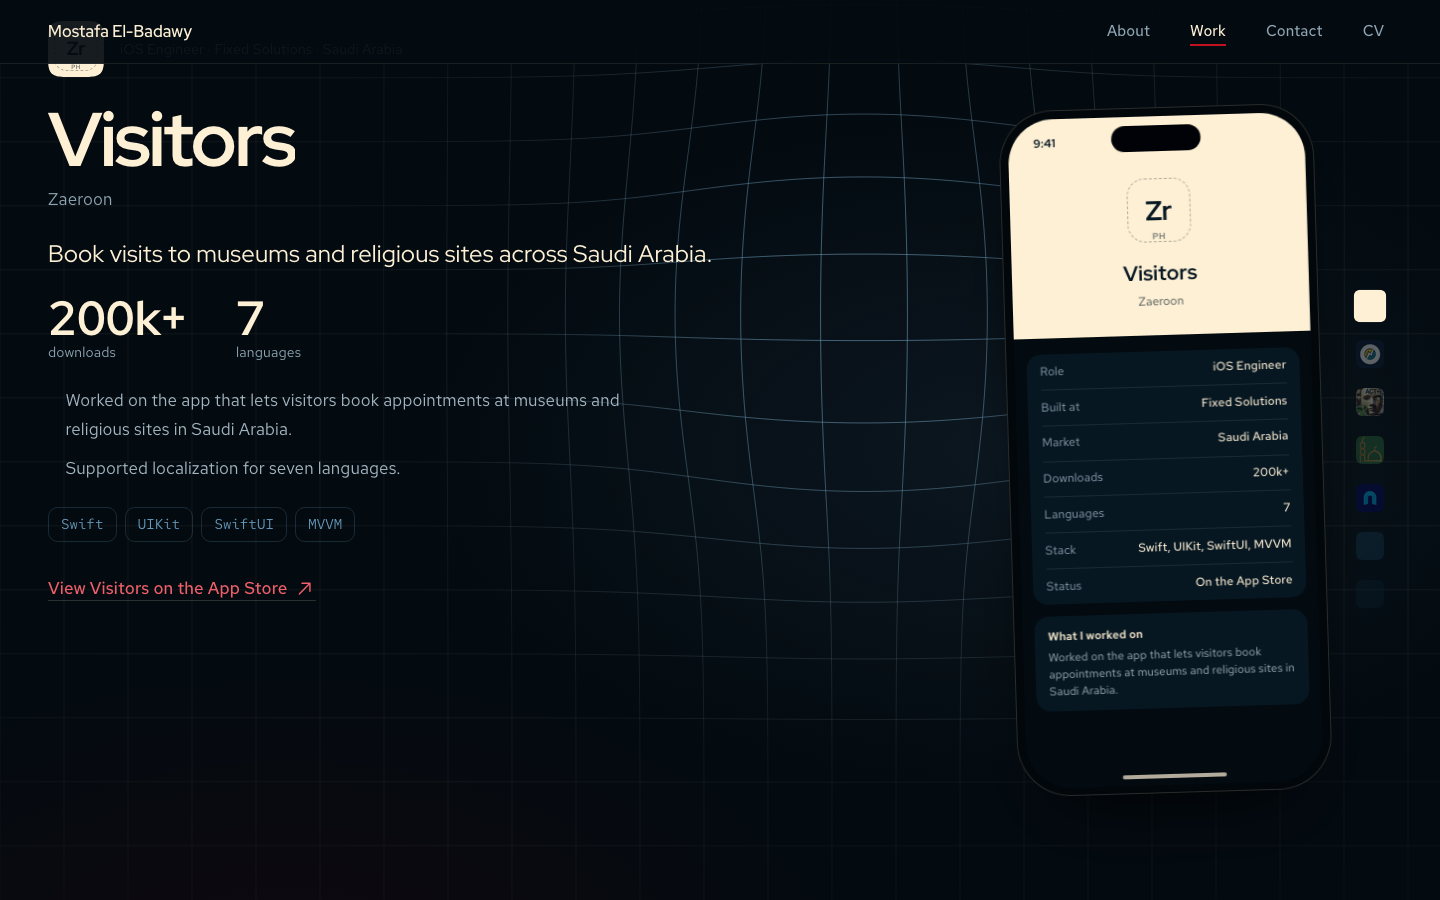 Mostafa El-Badawy
About
Work
Contact
CV
Zr
PH
iOS Engineer · Fixed Solutions · Saudi Arabia
Visitors
Zaeroon
Book visits to museums and religious sites across Saudi Arabia.
200k+
downloads
7
languages
Worked on the app that lets visitors book appointments at museums and
religious sites in Saudi Arabia.
Supported localization for seven languages.
Swift
UIKit
SwiftUI
MVVM
View Visitors on the App Store
9:41
Zr
PH
Visitors
Zaeroon
Role iOS Engineer
Built at Fixed Solutions
Market Saudi Arabia
Downloads 200k+
Languages 7
Stack Swift, UIKit, SwiftUI, MVVM
Status On the App Store
What I worked on
Worked on the app that lets visitors book
appointments at museums and religious sites in
Saudi Arabia.